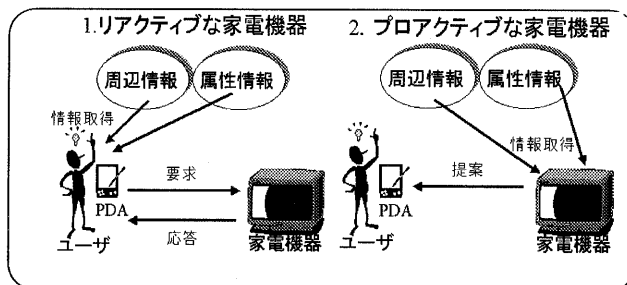 1.リアクティブな家電機器
周辺情報
属性情報
情報取得
要求
PDA
応答
ユーザ
家電機器
2. プロアクティブな家電機器
周辺情報
属性情報
情報取得
提案
PDA
ユーザ
家電機器